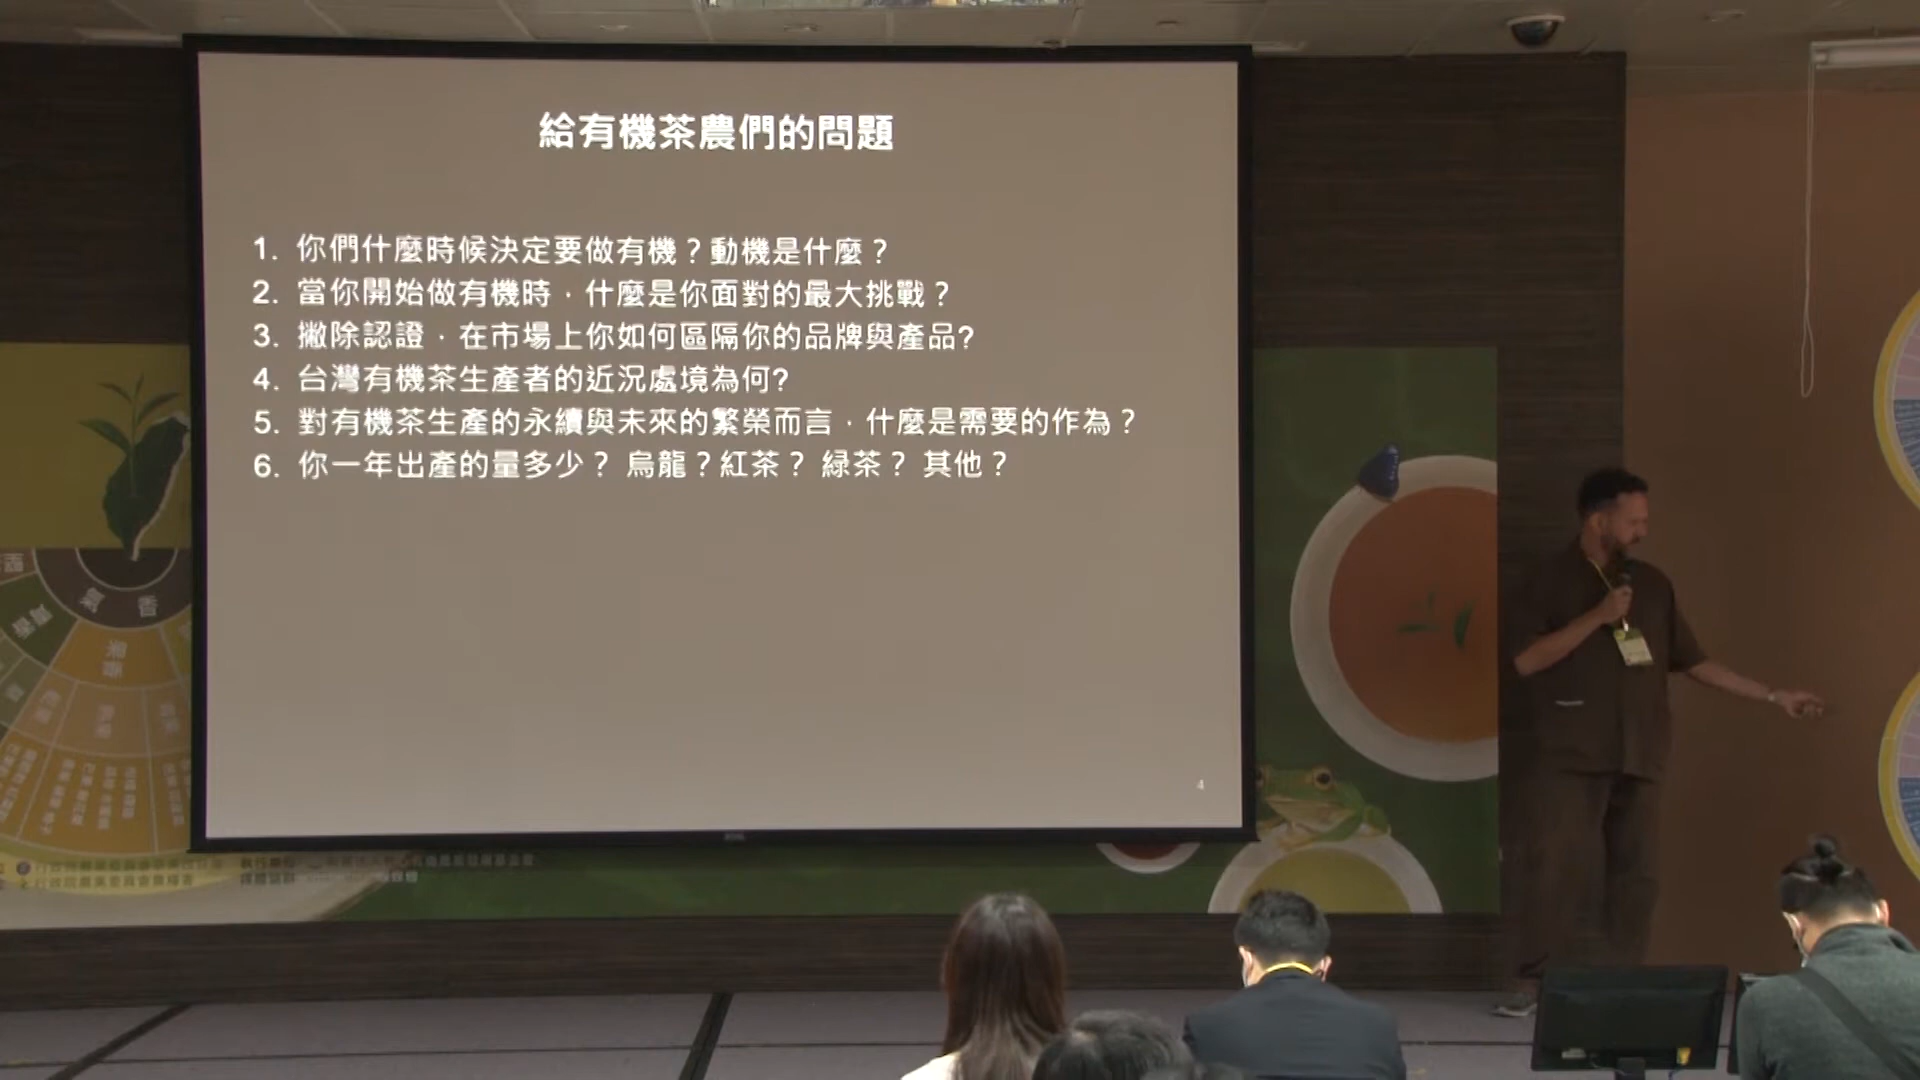 給有機茶農們的問題
1. 你們什麼時候決定要做有機？動機是什麼？
2. 當你開始做有機時，什麼是你面對的最大挑戰？
3. 撇除認證，在市場上你如何區隔你的品牌與產品?
4. 台灣有機茶生產者的近況處境為何?
5. 對有機茶生產的永續與未來的繁榮而言，什麼是需要的作為？
6. 你一年出產的量多少？ 烏龍？紅茶？ 綠茶？ 其他？
4
香氣
果香